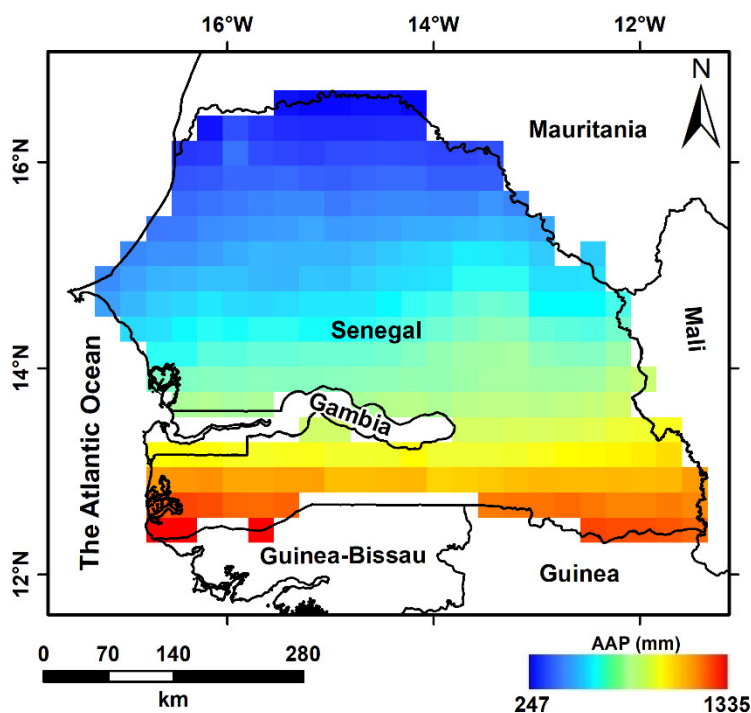 16°W 14°W 12°W
N
Mauritania
16°N
Mali
Senegal
14°N
Gambia
The Atlantic Ocean
Guinea-Bissau
Guinea
12°N
0 70 140 280
km
AAP (mm)
247 1335